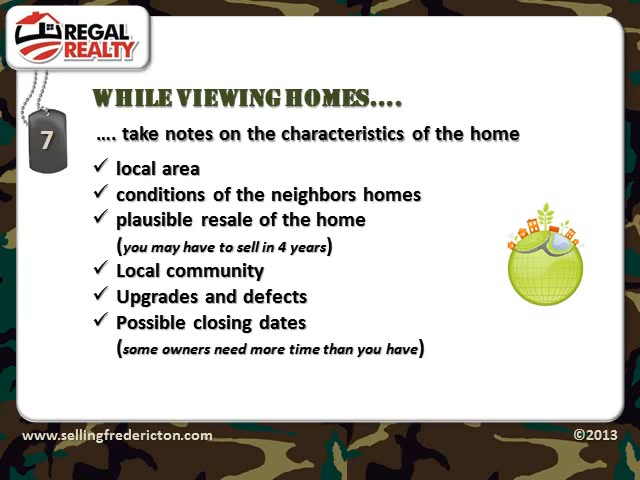 REGAL
REALTY
7
WHILE VIEWING HOMES....
.... take notes on the characteristics of the home
✓ local area
✓ conditions of the neighbors homes
✓ plausible resale of the home
(you may have to sell in 4 years)
✓ Local community
✓ Upgrades and defects
✓ Possible closing dates
(some owners need more time than you have)
www.sellingfredericton.com
©2013